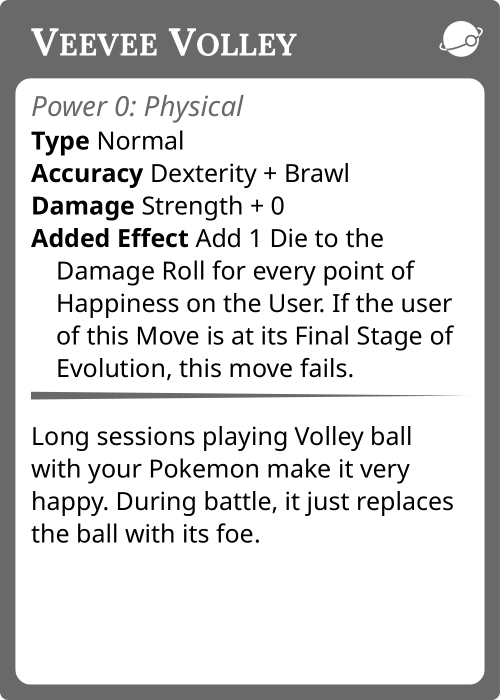 Veevee Volley
Power 0: Physical
Type Normal
Accuracy Dexterity + Brawl
Damage Strength + 0
Added Effect Add 1 Die to the
Damage Roll for every point of
Happiness on the User. If the user
of this Move is at its Final Stage of
Evolution, this move fails.
Long sessions playing Volley ball
with your Pokemon make it very
happy. During battle, it just replaces
the ball with its foe.